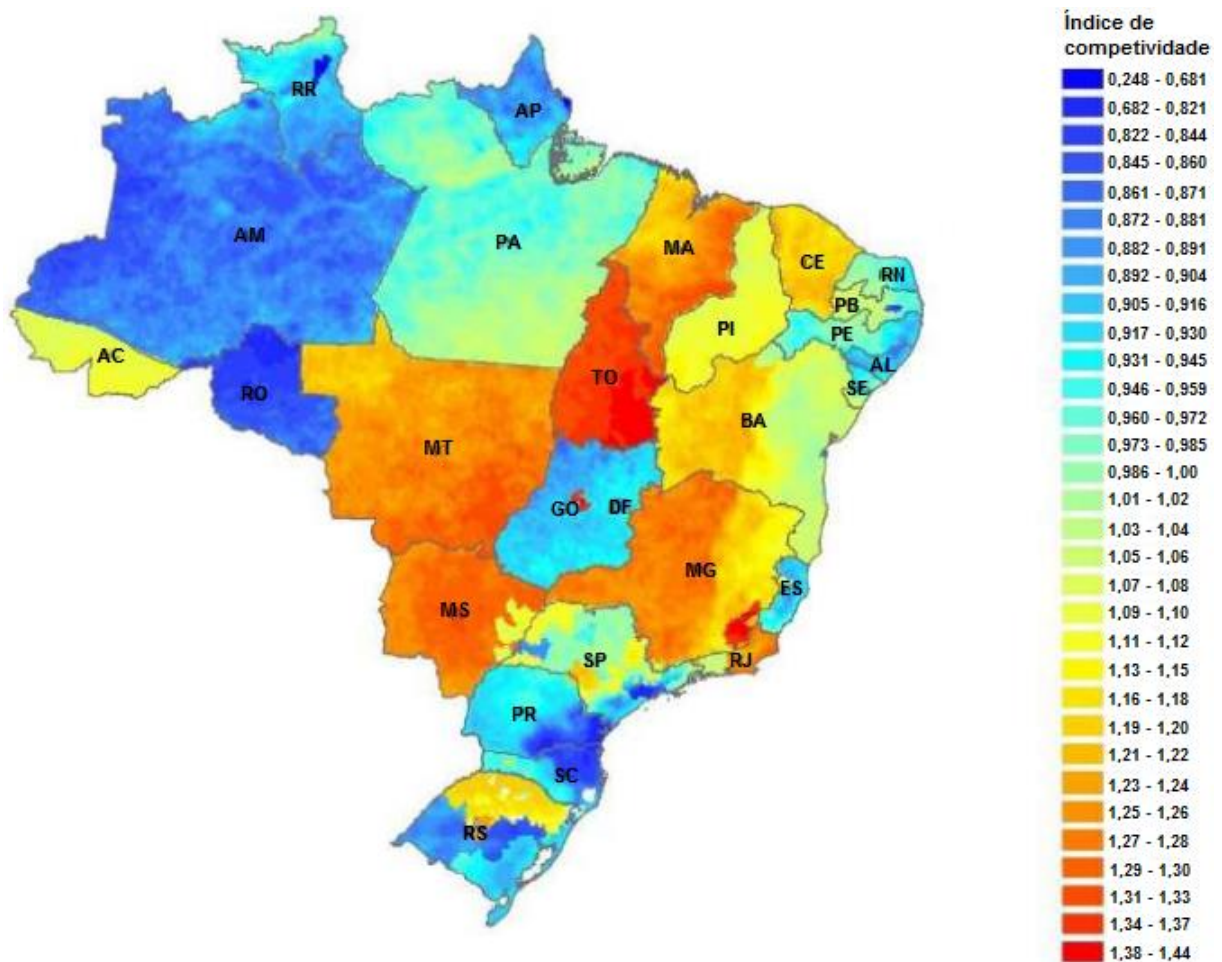 Índice de
competividade
0,248 - 0,681
0,682 - 0,821
0,822 - 0,844
0,845 - 0,860
0,861 - 0,871
0,872 - 0,881
0,882 - 0,891
0,892 - 0,904
0,905 - 0,916
0,917 - 0,930
0,931 - 0,945
0,946 - 0,959
0,960 - 0,972
0,973 - 0,985
0,986 - 1,00
1,01 - 1,02
1,03 - 1,04
1,05 - 1,06
1,07 - 1,08
1,09 - 1,10
1,11 - 1,12
1,13 - 1,15
1,16 - 1,18
1,19 - 1,20
1,21 - 1,22
1,23 - 1,24
1,25 - 1,26
1,27 - 1,28
1,29 - 1,30
1,31 - 1,33
1,34 - 1,37
1,38 - 1,44
RR
AP
AM
PA
MA
CE
RN
PB
PI
PE
AC
AL
TO
SE
RO
BA
MT
GO
DF
MG
ES
MS
SP
RJ
PR
SC
RS